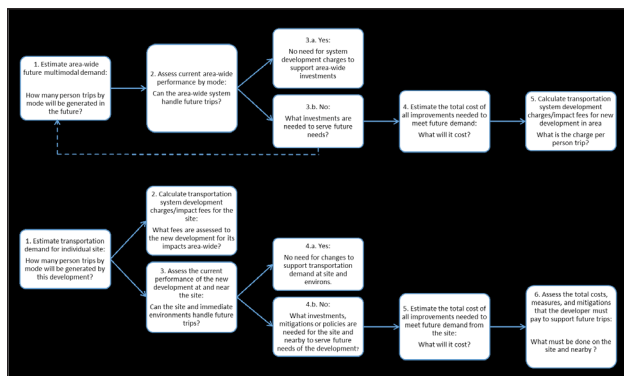 1. Estimate area-wide
future multimodal demand:
How many person trips by
mode will be generated in
the future?
2. Assess current area-wide
performance by mode:
Can the area-wide system
handle future trips?
3.a. Yes:
No need for system
development charges to
support area-wide
investments
3.b. No:
What investments are
needed to serve future
needs?
4. Estimate the total cost of
all improvements needed to
meet future demand:
What will it cost?
5. Calculate transportation
system development
charges/impact fees for new
development in area
What is the charge per
person trip?
1. Estimate transportation
demand for individual site:
How many person trips by
mode will be generated by
this development?
2. Calculate transportation
system development
charges/impact fees for the
site:
What fees are assessed to
the new development for its
impacts area-wide?
3. Assess the current
performance of the new
development at and near
the site:
Can the site and immediate
environments handle future
trips?
4.a. Yes:
No need for changes to
support transportation
demand at site and
environs.
4.b. No:
What investments,
mitigations or policies are
needed for the site and
nearby to serve future
needs of the development?
5. Estimate the total cost of
all improvements needed to
meet future demand from
the site:
What will it cost?
6. Assess the total costs,
measures, and mitigations
that the developer must
pay to support future trips:
What must be done on the
site and nearby ?